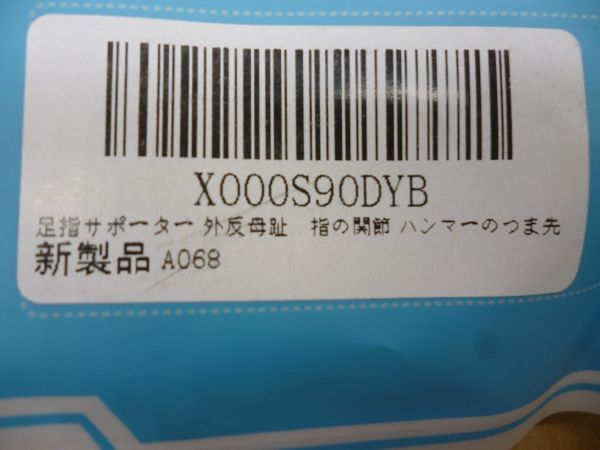 X000S90DYB
足指サポーター 外反母趾　指の関節 ハンマーのつま先
新製品 A068